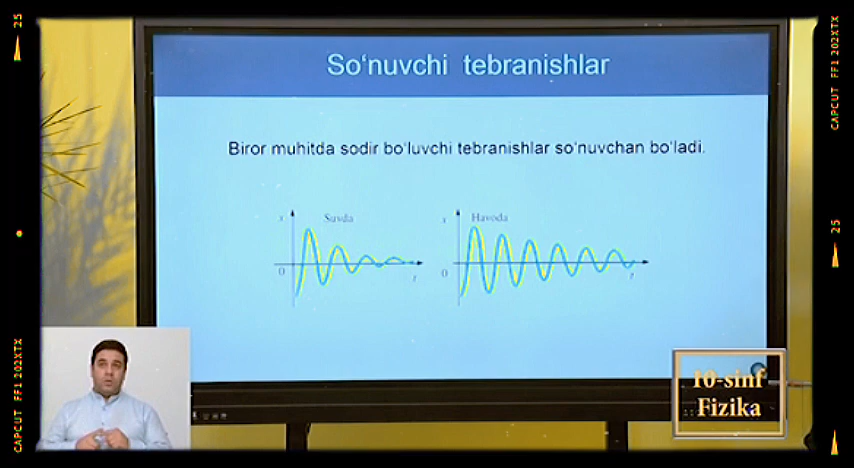 So‘nuvchi tebranishlar
Biror muhitda sodir bo‘luvchi tebranishlar so‘nuvchan bo‘ladi.
x
Suvda
0
t
x
Havoda
0
t
10-sinf
Fizika
25
CAPCUT FF1 202XTX
CAPCUT FF1 202XTX
25